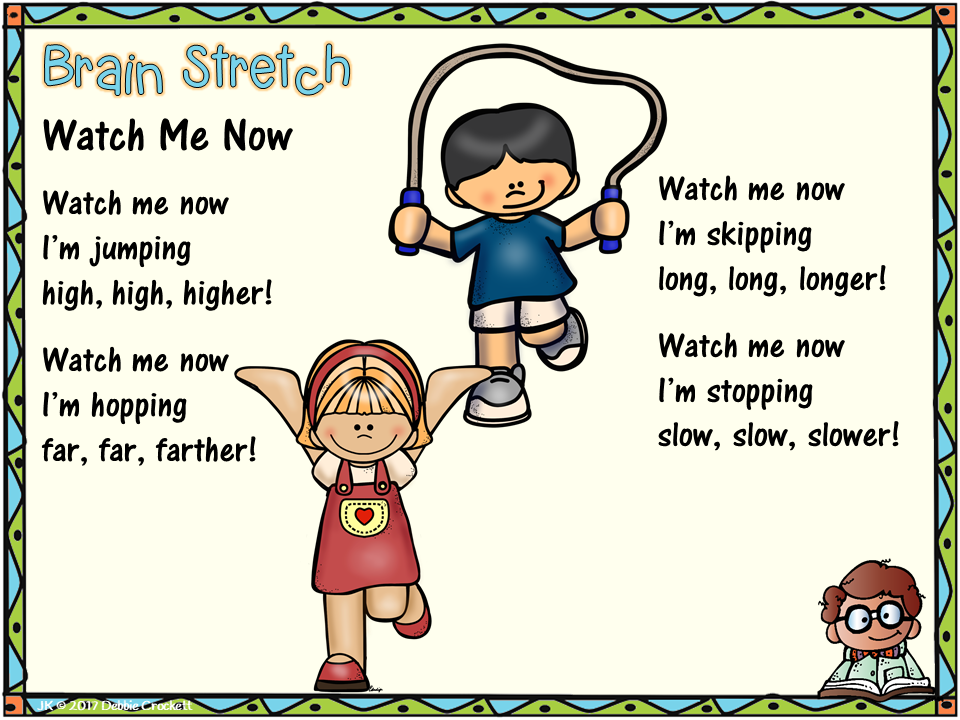 Brain Stretch
Watch Me Now
Watch me now
I'm jumping
high, high, higher!
Watch me now
I'm hopping
far, far, farther!
Watch me now
I'm skipping
long, long, longer!
Watch me now
I'm stopping
slow, slow, slower!
JK © 2017 Debbie Crockett